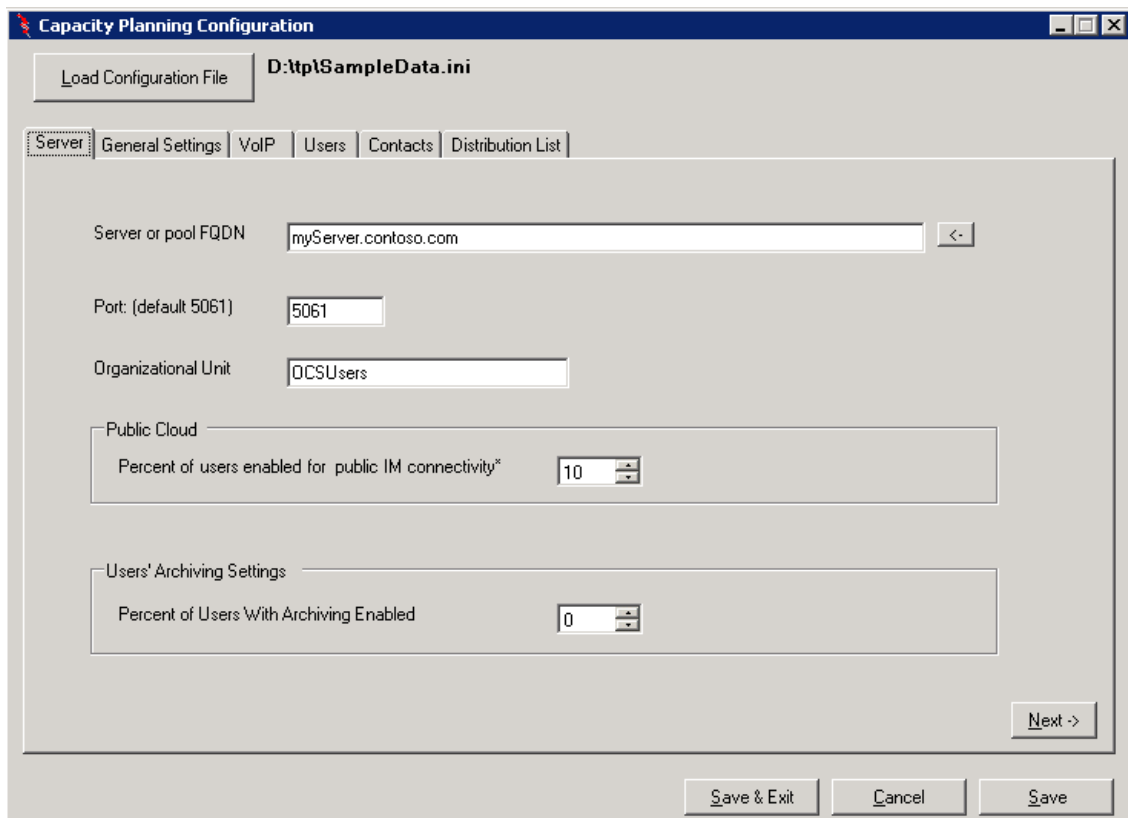 Capacity Planning Configuration
Load Configuration File
D:\tp\SampleData.ini
Server General Settings VoIP Users Contacts Distribution List
Server or pool FQDN myServer.contoso.com <-
Port: (default 5061) 5061
Organizational Unit OCSUsers
Public Cloud
Percent of users enabled for public IM connectivity* 10
Users' Archiving Settings
Percent of Users With Archiving Enabled 0
Next ->
Save & Exit Cancel Save